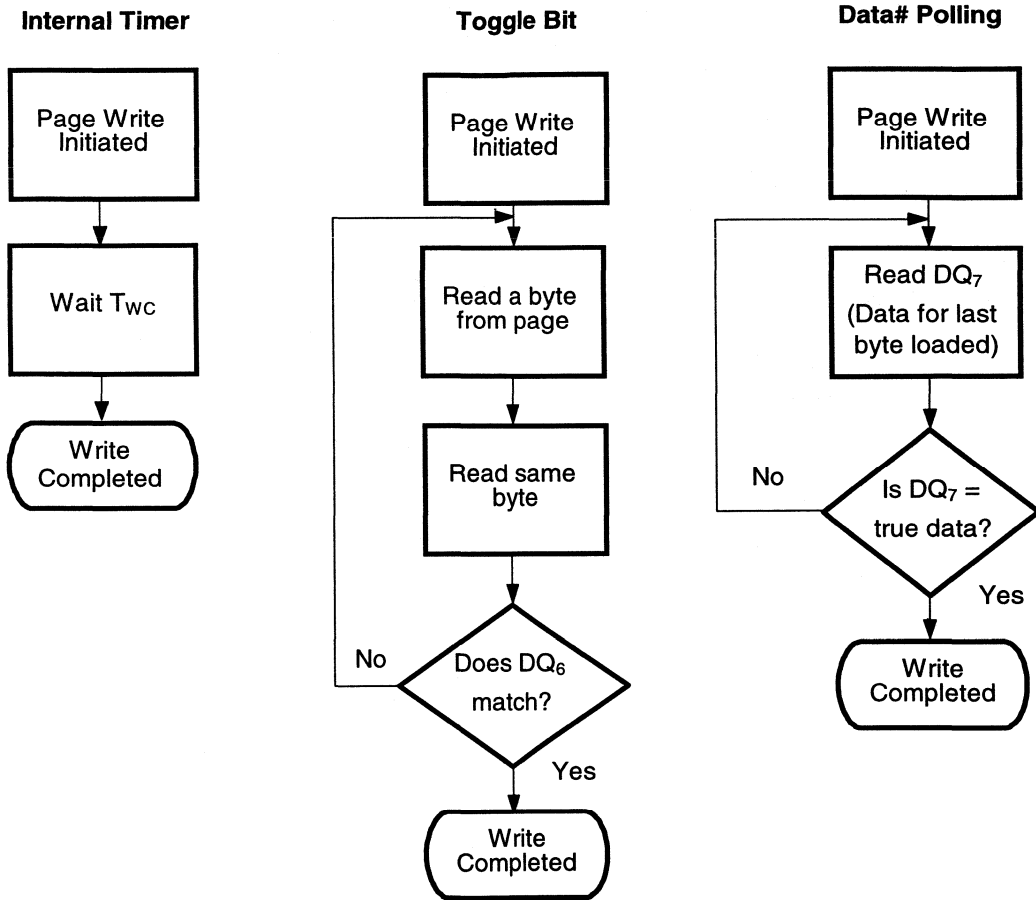 Internal Timer
Page Write
Initiated
Wait TWC
Write
Completed
Toggle Bit
Page Write
Initiated
Read a byte
from page
Read same
byte
No
Does DQ6
match?
Yes
Write
Completed
Data# Polling
Page Write
Initiated
Read DQ7
(Data for last
byte loaded)
No
Is DQ7 =
true data?
Yes
Write
Completed